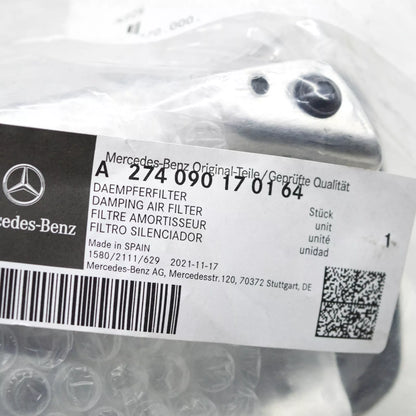 Mercedes-Benz Original-Teile/Geprüfte Qualität
A 274 090 17 01 64
DAEMPFERFILTER
DAMPING AIR FILTER
FILTRE AMORTISSEUR
FILTRO SILENCIADOR
Stück
unit
unité
unidad
1
cedes-Benz
Made in SPAIN
1580/2111/629 2021-11-17
Mercedes-Benz AG, Mercedesstr.120, 70372 Stuttgart, DE